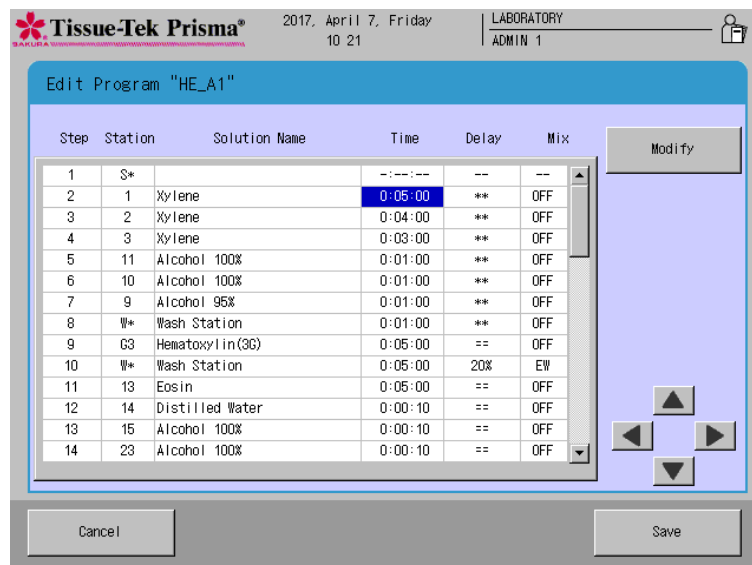 SAKURA Tissue-Tek Prisma® 2017, April 7, Friday LABORATORY
10 21 ADMIN 1
Edit Program "HE_A1"
Step Station Solution Name Time Delay Mix
Modify
1 S* -:--:-- -- --
2 1 Xylene 0:05:00 ** OFF
3 2 Xylene 0:04:00 ** OFF
4 3 Xylene 0:03:00 ** OFF
5 11 Alcohol 100% 0:01:00 ** OFF
6 10 Alcohol 100% 0:01:00 ** OFF
7 9 Alcohol 95% 0:01:00 ** OFF
8 W* Wash Station 0:01:00 ** OFF
9 G3 Hematoxylin(3G) 0:05:00 == OFF
10 W* Wash Station 0:05:00 20% EW
11 13 Eosin 0:05:00 == OFF
12 14 Distilled Water 0:00:10 == OFF
13 15 Alcohol 100% 0:00:10 == OFF
14 23 Alcohol 100% 0:00:10 == OFF
Cancel Save